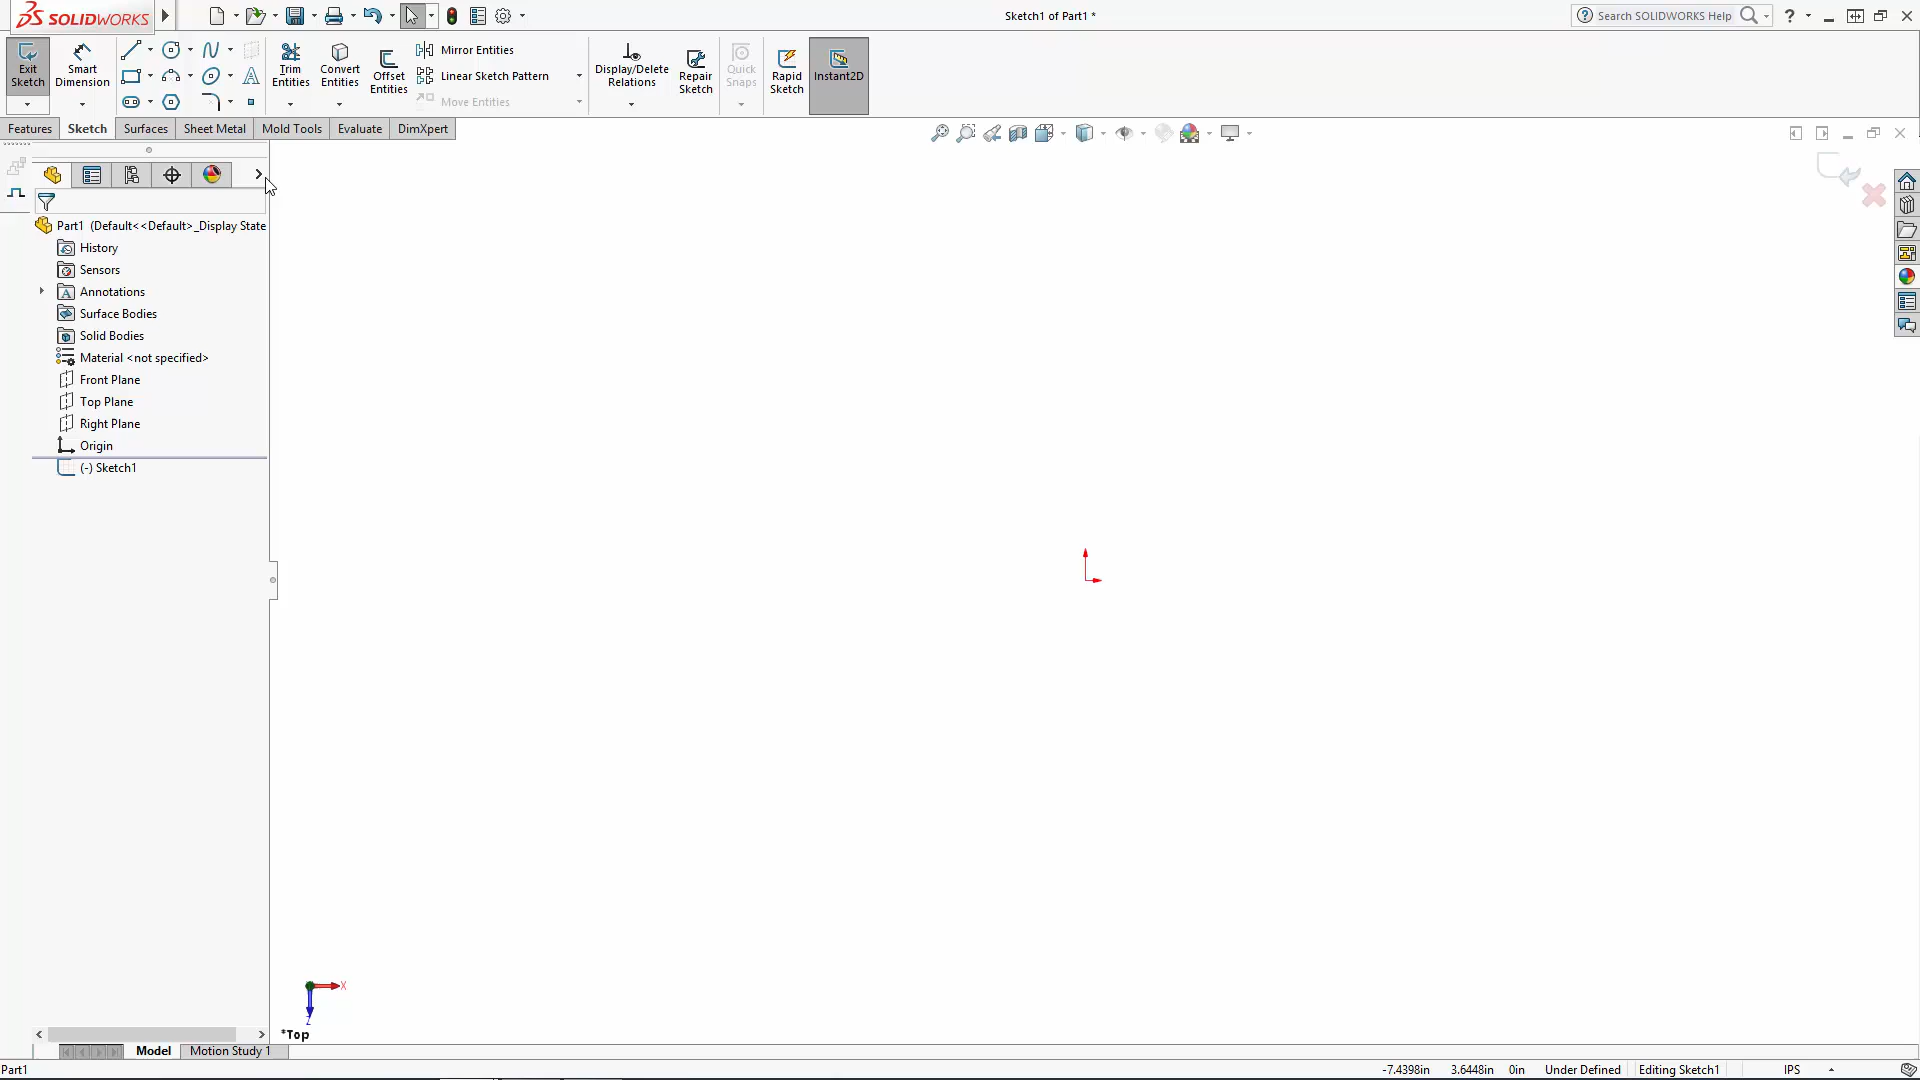 SOLIDWORKS
Sketch1 of Part1 *
Search SOLIDWORKS Help
Exit Sketch
Smart Dimension
Trim Entities
Convert Entities
Offset Entities
Mirror Entities
Linear Sketch Pattern
Move Entities
Display/Delete Relations
Repair Sketch
Quick Snaps
Rapid Sketch
Instant2D
Features
Sketch
Surfaces
Sheet Metal
Mold Tools
Evaluate
DimXpert
Part1 (Default<<Default>_Display State
History
Sensors
Annotations
Surface Bodies
Solid Bodies
Material <not specified>
Front Plane
Top Plane
Right Plane
Origin
(-) Sketch1
X
Z
*Top
Model
Motion Study 1
Part1
-7.4398in
3.6448in
0in
Under Defined
Editing Sketch1
IPS